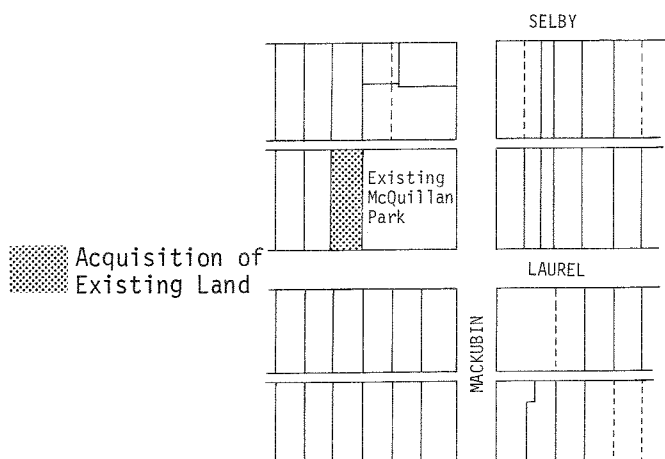 SELBY
Existing
McQuillan
Park
Acquisition of
Existing Land
LAUREL
MACKUBIN